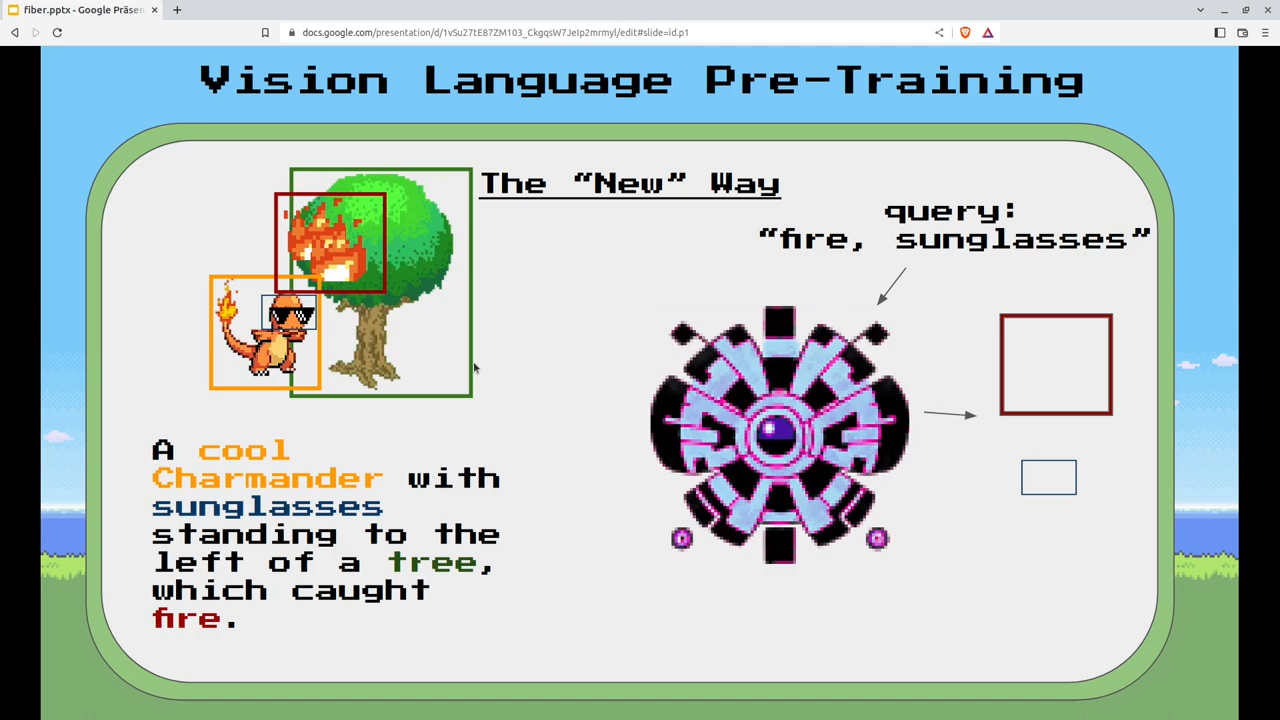 fiber.pptx - Google Präsen
docs.google.com/presentation/d/1vSu27tE87ZM103_CkgqsW7JeIp2mrmyl/edit#slide=id.p1
Vision Language Pre-Training
The “New” Way
query:
“fire, sunglasses”
A cool
Charmander with
sunglasses
standing to the
left of a tree,
which caught
fire.